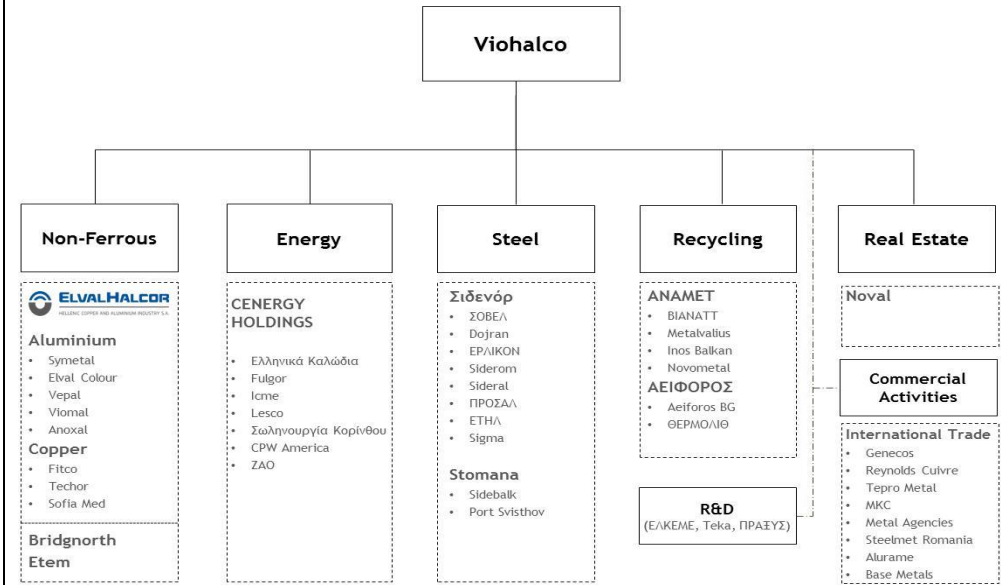 Viohalco
Non-Ferrous
ELVALHALCOR
HELLENIC COPPER AND ALUMINIUM INDUSTRY S.A.
Aluminium
• Symetal
• Elval Colour
• Vepal
• Viomal
• Anoxal
Copper
• Fitco
• Techor
• Sofia Med
Bridgnorth
Etem
Energy
CENERGY
HOLDINGS
• Ελληνικά Καλώδια
• Fulgor
• Icme
• Lesco
• Σωληνουργία Κορίνθου
• CPW America
• ZAO
Steel
Σιδενόρ
• ΣΟΒΕΛ
• Dojran
• ΕΡΛΙΚΟΝ
• Siderom
• Sideral
• ΠΡΟΣΑΛ
• ΕΤΗΛ
• Sigma
Stomana
• Sidebalk
• Port Svisthov
Recycling
ANAMET
• ΒΙΑΝΑΤΤ
• Metalvalius
• Inos Balkan
• Novometal
ΑΕΙΦΟΡΟΣ
• Aeiforos BG
• ΘΕΡΜΟΛΙΘ
R&D
(ΕΛΚΕΜΕ, Teka, ΠΡΑΞΥΣ)
Real Estate
Noval
Commercial
Activities
International Trade
• Genecos
• Reynolds Cuivre
• Tepro Metal
• MKC
• Metal Agencies
• Steelmet Romania
• Alurame
• Base Metals